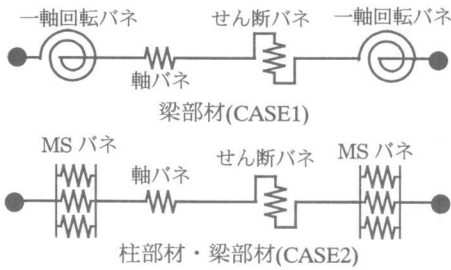 一軸回転バネ
せん断バネ
一軸回転バネ
軸バネ
梁部材(CASE1)
MS バネ
軸バネ
せん断バネ
MS バネ
柱部材・梁部材(CASE2)